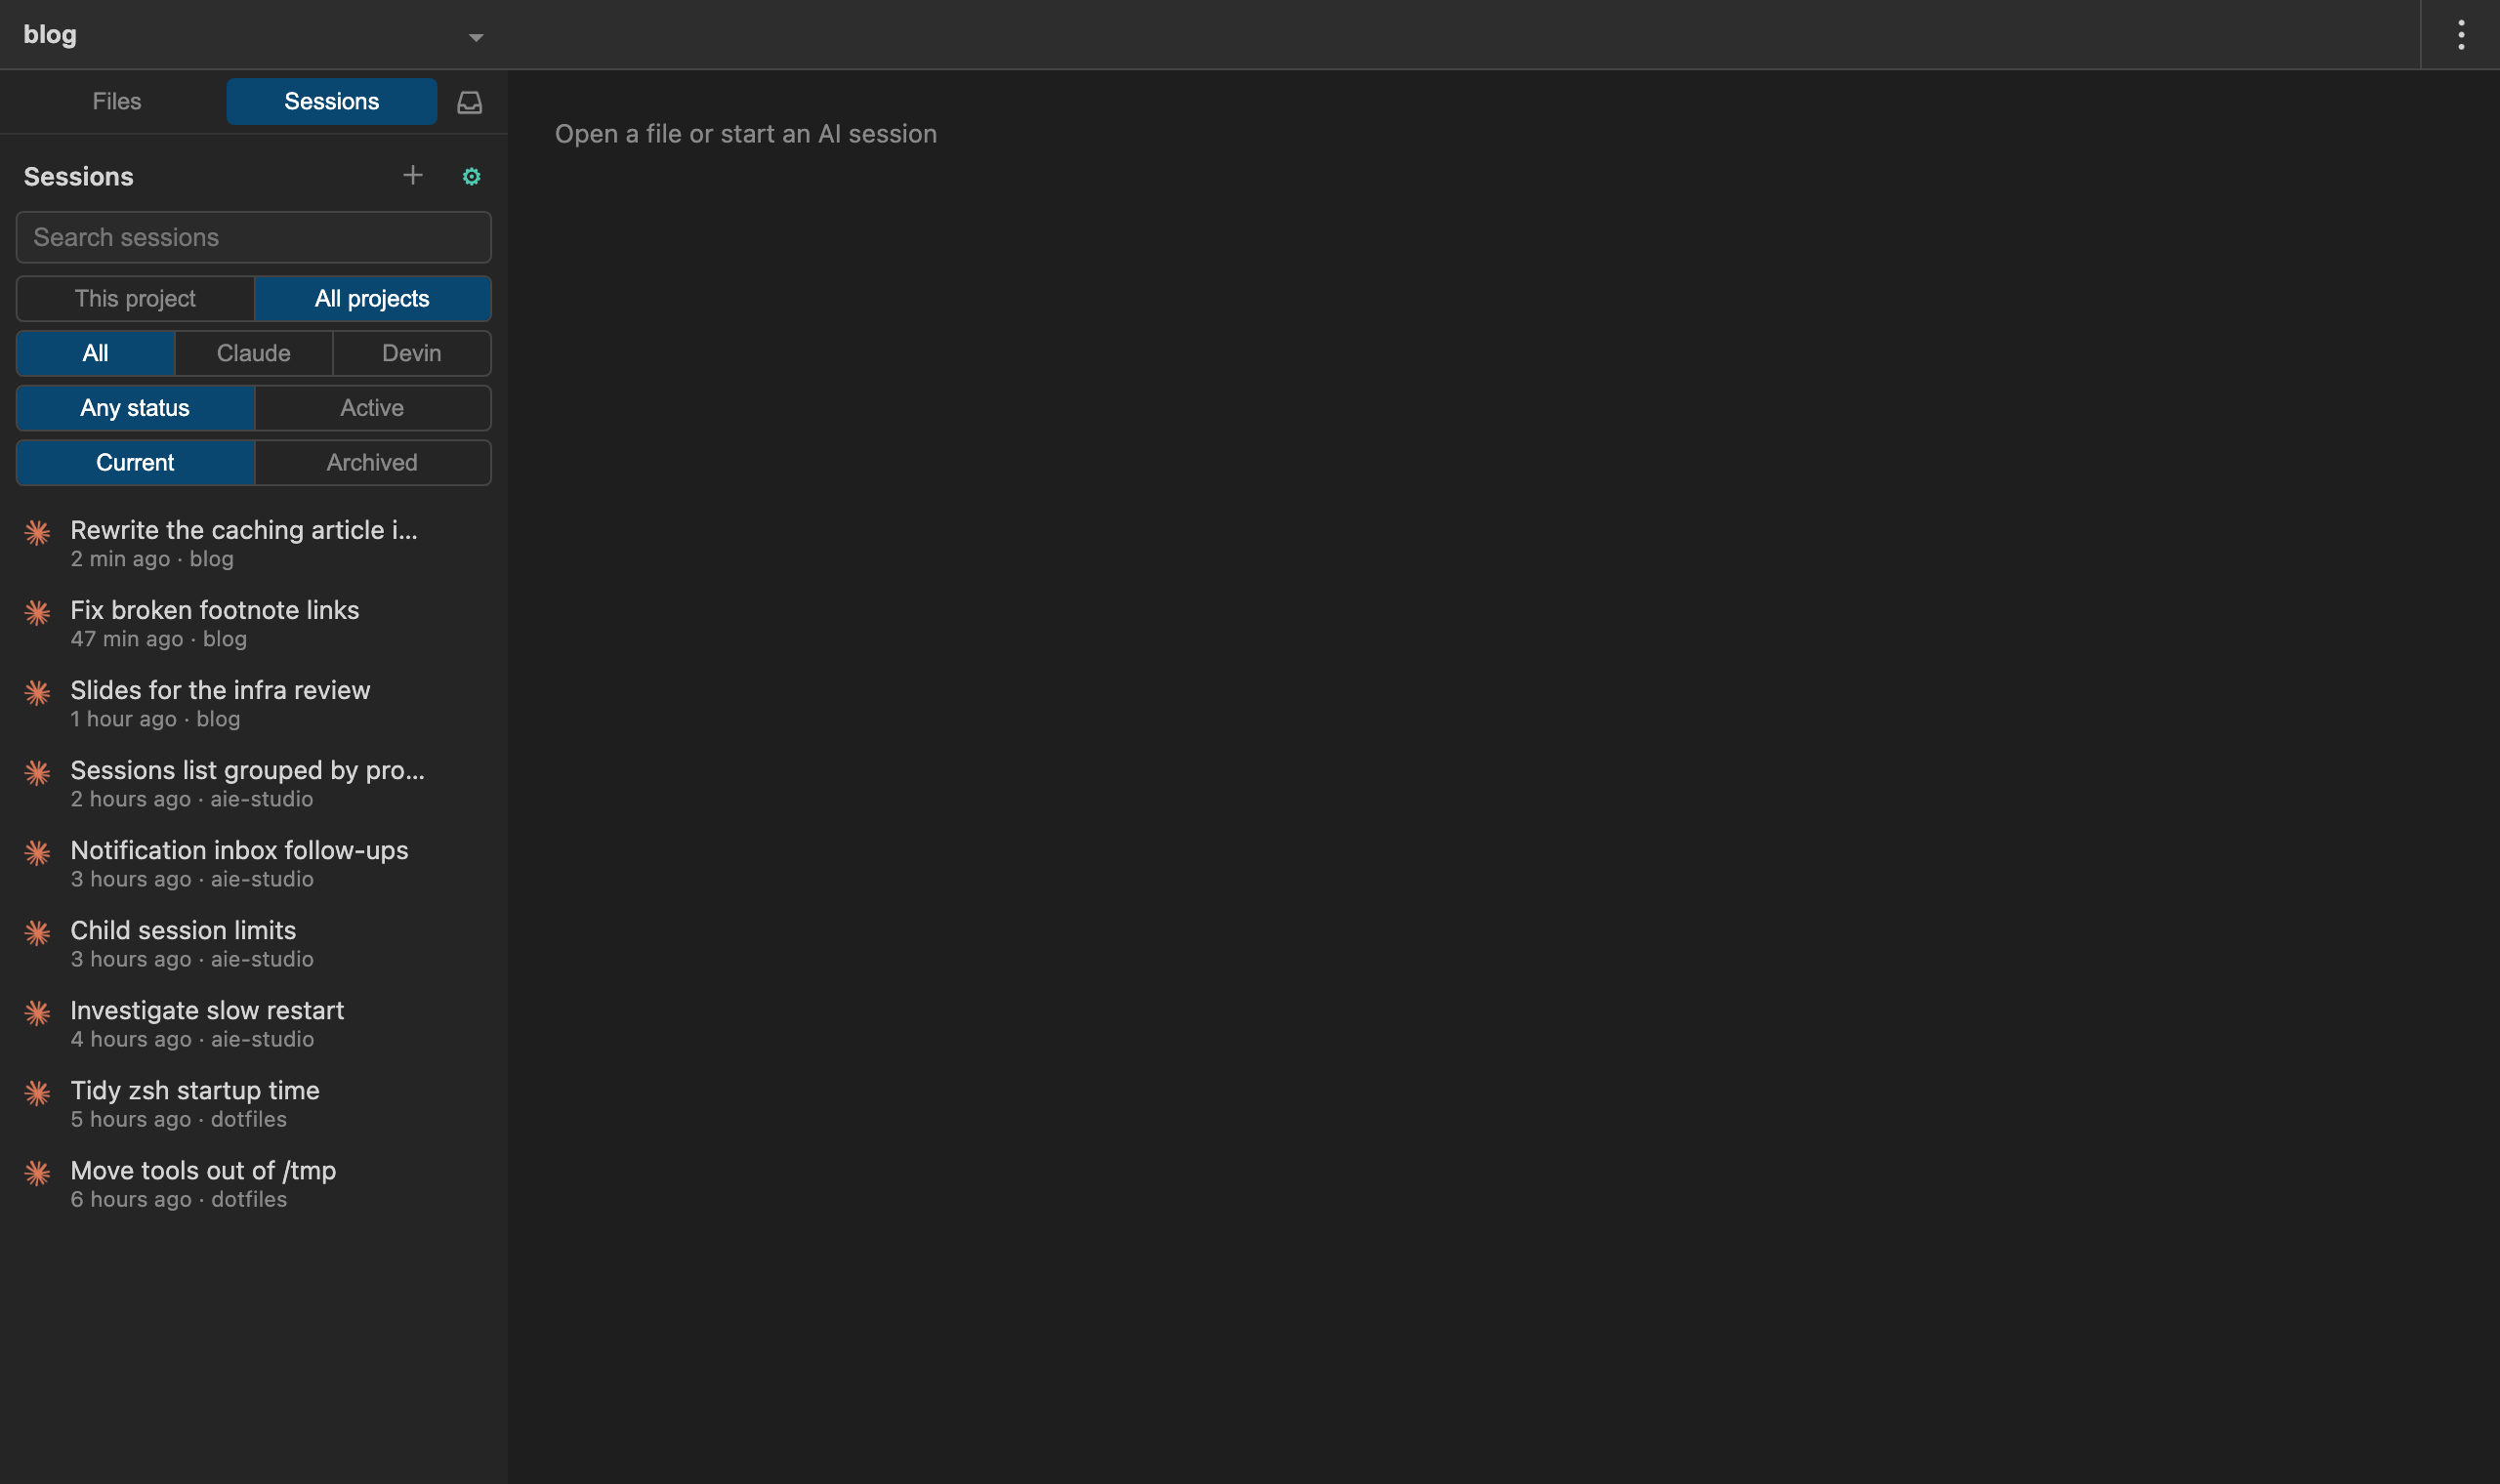 blog
Files
Sessions
Open a file or start an AI session
Sessions
Search sessions
This project
All projects
All
Claude
Devin
Any status
Active
Current
Archived
Rewrite the caching article i...
2 min ago · blog
Fix broken footnote links
47 min ago · blog
Slides for the infra review
1 hour ago · blog
Sessions list grouped by pro...
2 hours ago · aie-studio
Notification inbox follow-ups
3 hours ago · aie-studio
Child session limits
3 hours ago · aie-studio
Investigate slow restart
4 hours ago · aie-studio
Tidy zsh startup time
5 hours ago · dotfiles
Move tools out of /tmp
6 hours ago · dotfiles